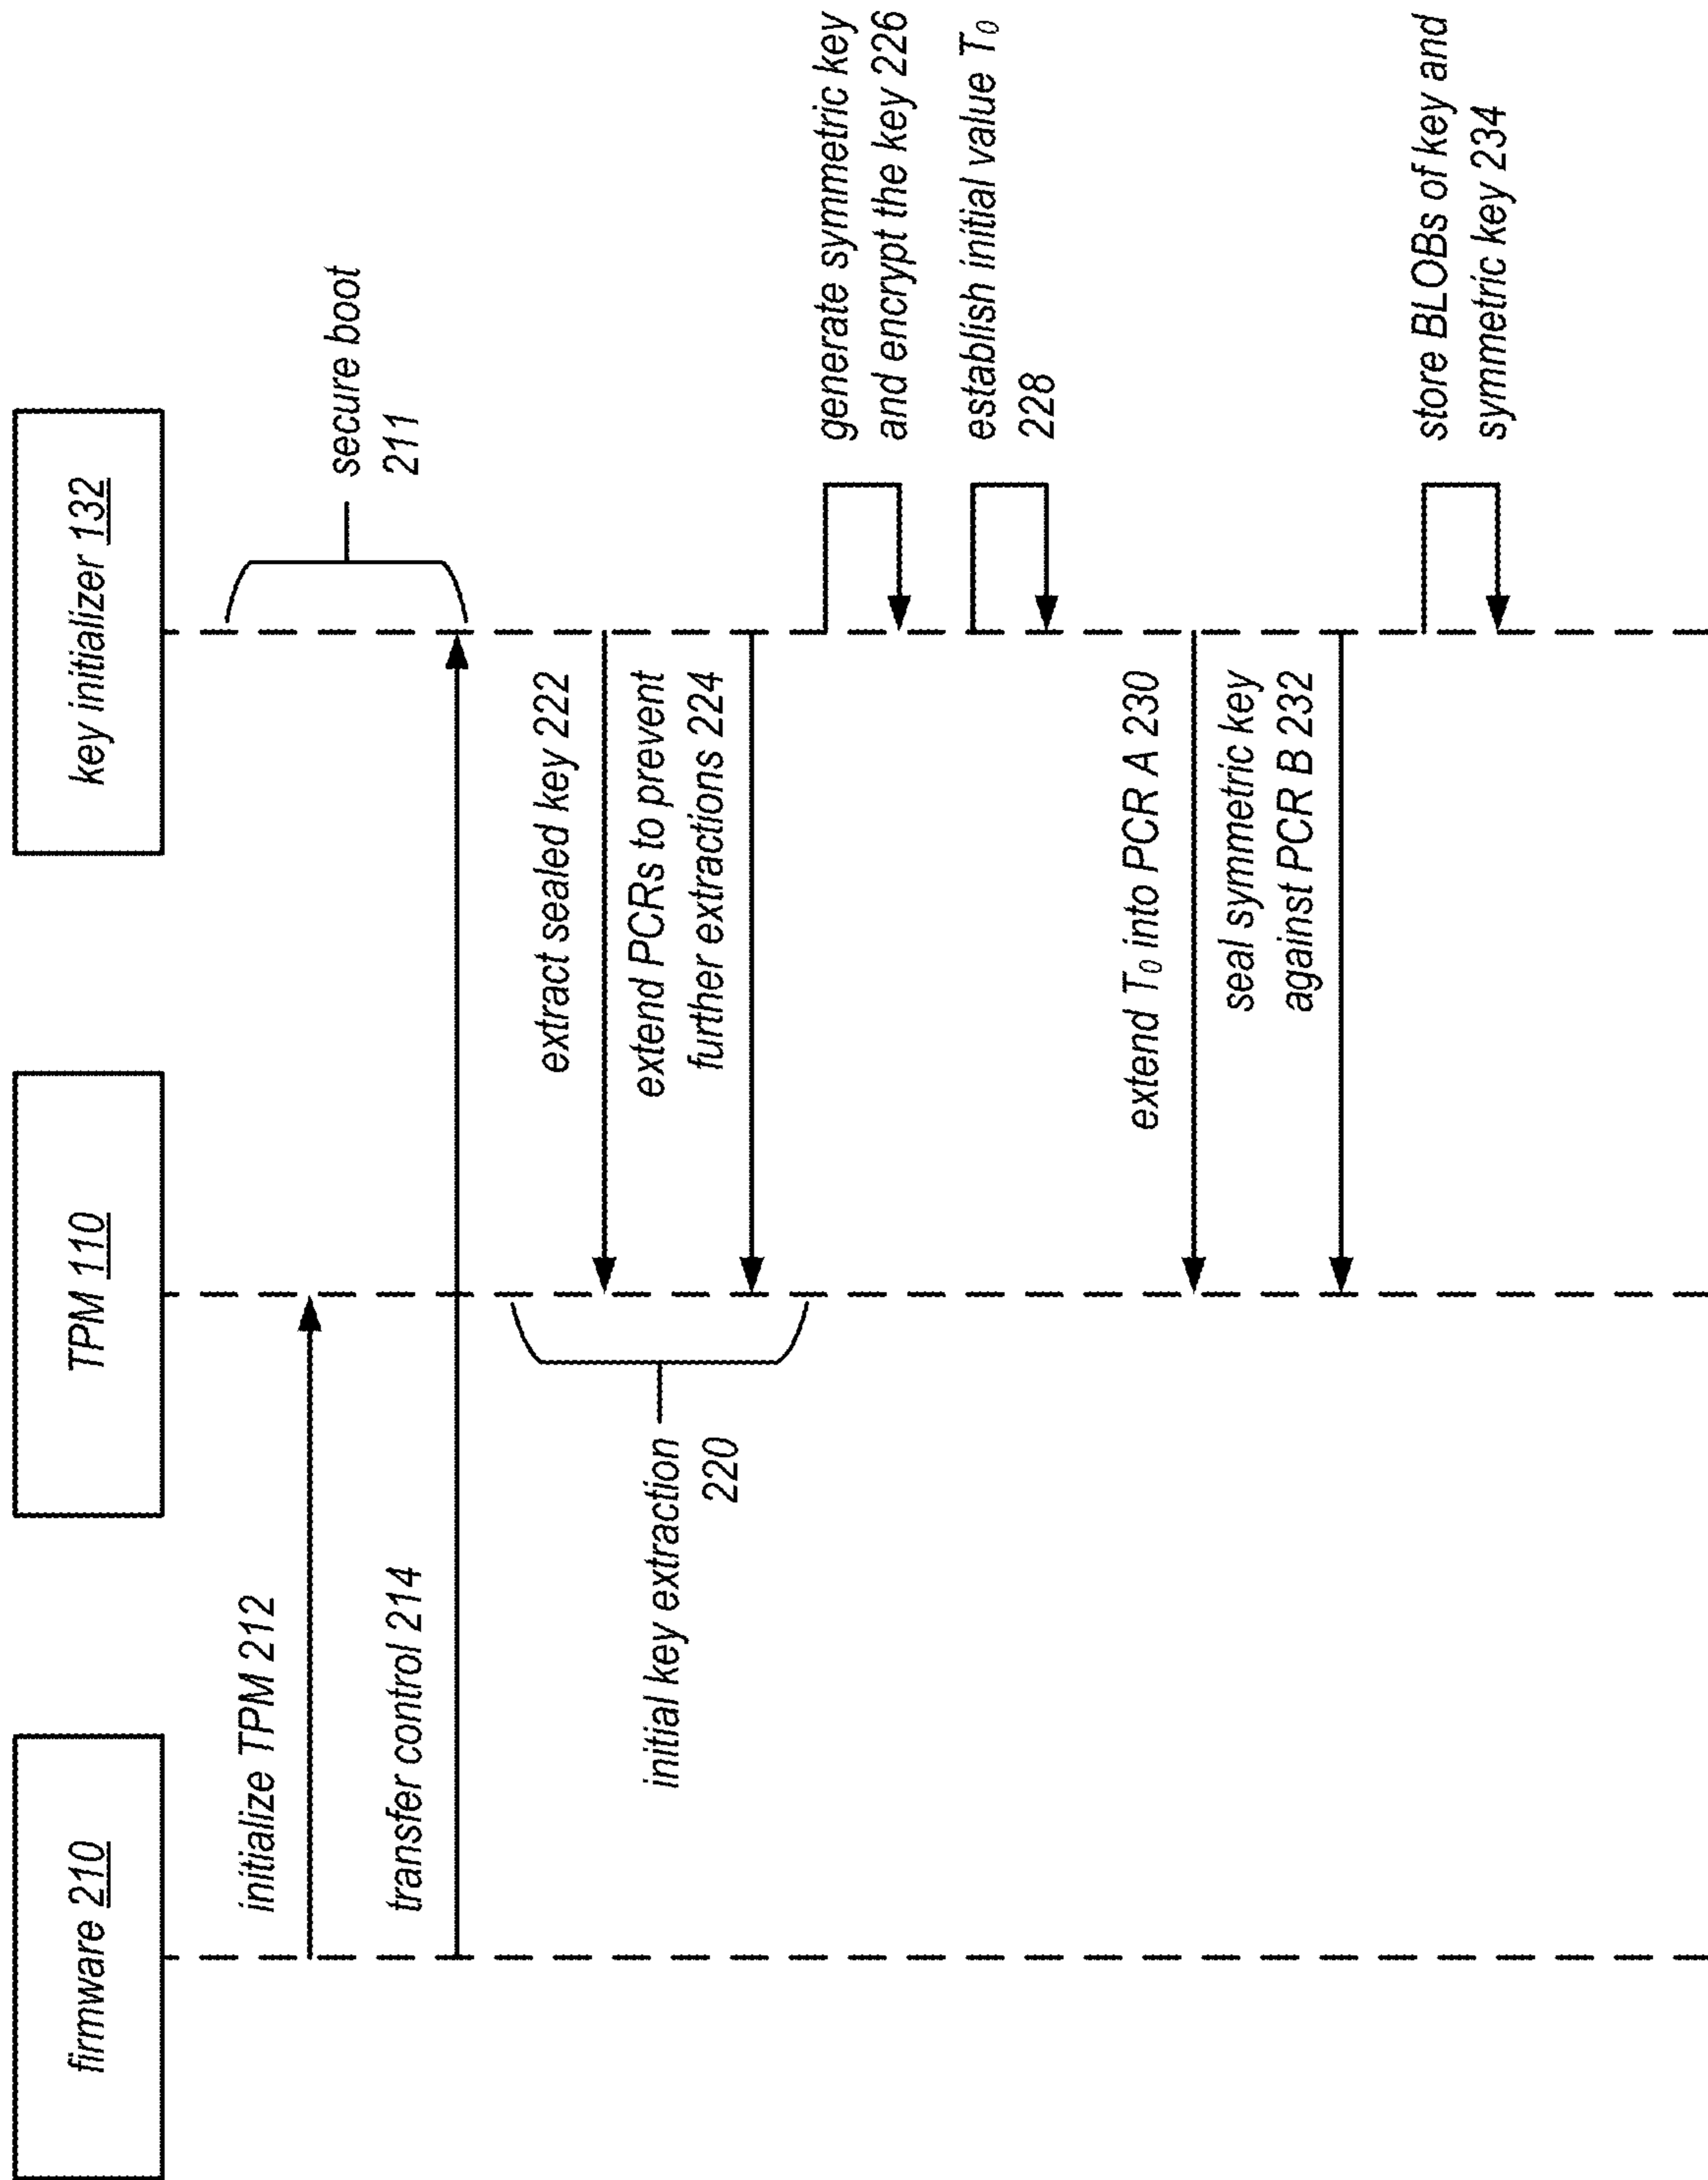 firmware 210
TPM 110
key initializer 132
secure boot
211
initialize TPM 212
transfer control 214
extract sealed key 222
initial key extraction
220
extend PCRs to prevent
further extractions 224
generate symmetric key
and encrypt the key 226
establish initial value T₀
228
extend T₀ into PCR A 230
seal symmetric key
against PCR B 232
store BLOBs of key and
symmetric key 234